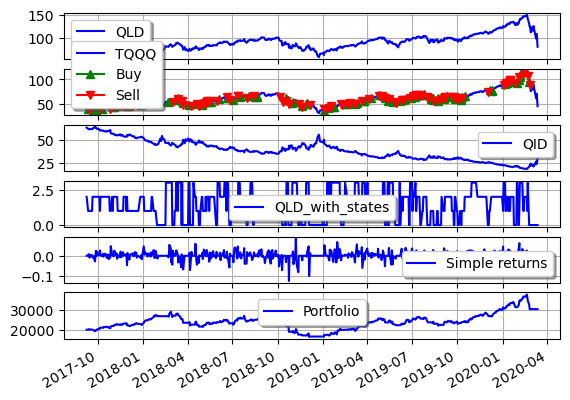 150
100
QLD
TQQQ
Buy
Sell
100
50
50
25
QID
2.5
0.0
QLD_with_states
0.0
−0.1
Simple returns
30000
20000
Portfolio
2017-10
2018-01
2018-04
2018-07
2018-10
2019-01
2019-04
2019-07
2019-10
2020-01
2020-04